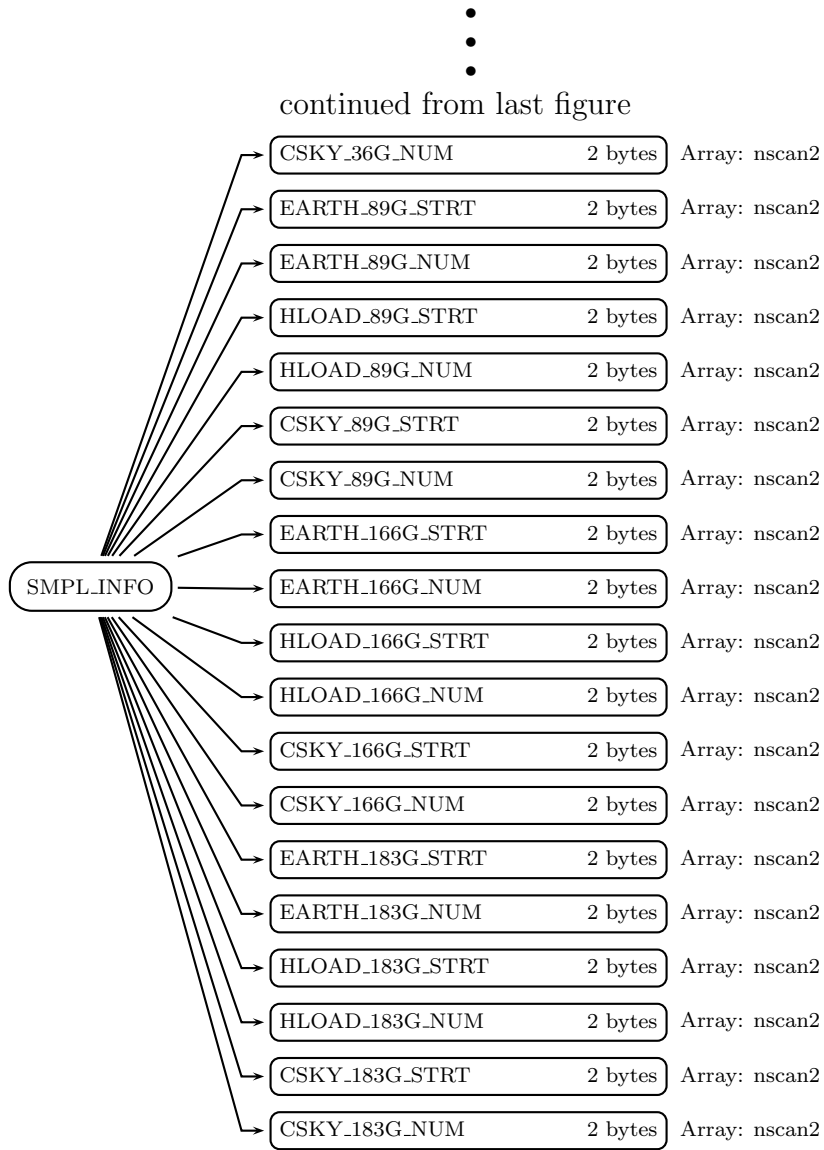 continued from last figure
CSKY_36G_NUM 2 bytes Array: nscan2
EARTH_89G_STRT 2 bytes Array: nscan2
EARTH_89G_NUM 2 bytes Array: nscan2
HLOAD_89G_STRT 2 bytes Array: nscan2
HLOAD_89G_NUM 2 bytes Array: nscan2
CSKY_89G_STRT 2 bytes Array: nscan2
CSKY_89G_NUM 2 bytes Array: nscan2
EARTH_166G_STRT 2 bytes Array: nscan2
SMPL_INFO EARTH_166G_NUM 2 bytes Array: nscan2
HLOAD_166G_STRT 2 bytes Array: nscan2
HLOAD_166G_NUM 2 bytes Array: nscan2
CSKY_166G_STRT 2 bytes Array: nscan2
CSKY_166G_NUM 2 bytes Array: nscan2
EARTH_183G_STRT 2 bytes Array: nscan2
EARTH_183G_NUM 2 bytes Array: nscan2
HLOAD_183G_STRT 2 bytes Array: nscan2
HLOAD_183G_NUM 2 bytes Array: nscan2
CSKY_183G_STRT 2 bytes Array: nscan2
CSKY_183G_NUM 2 bytes Array: nscan2